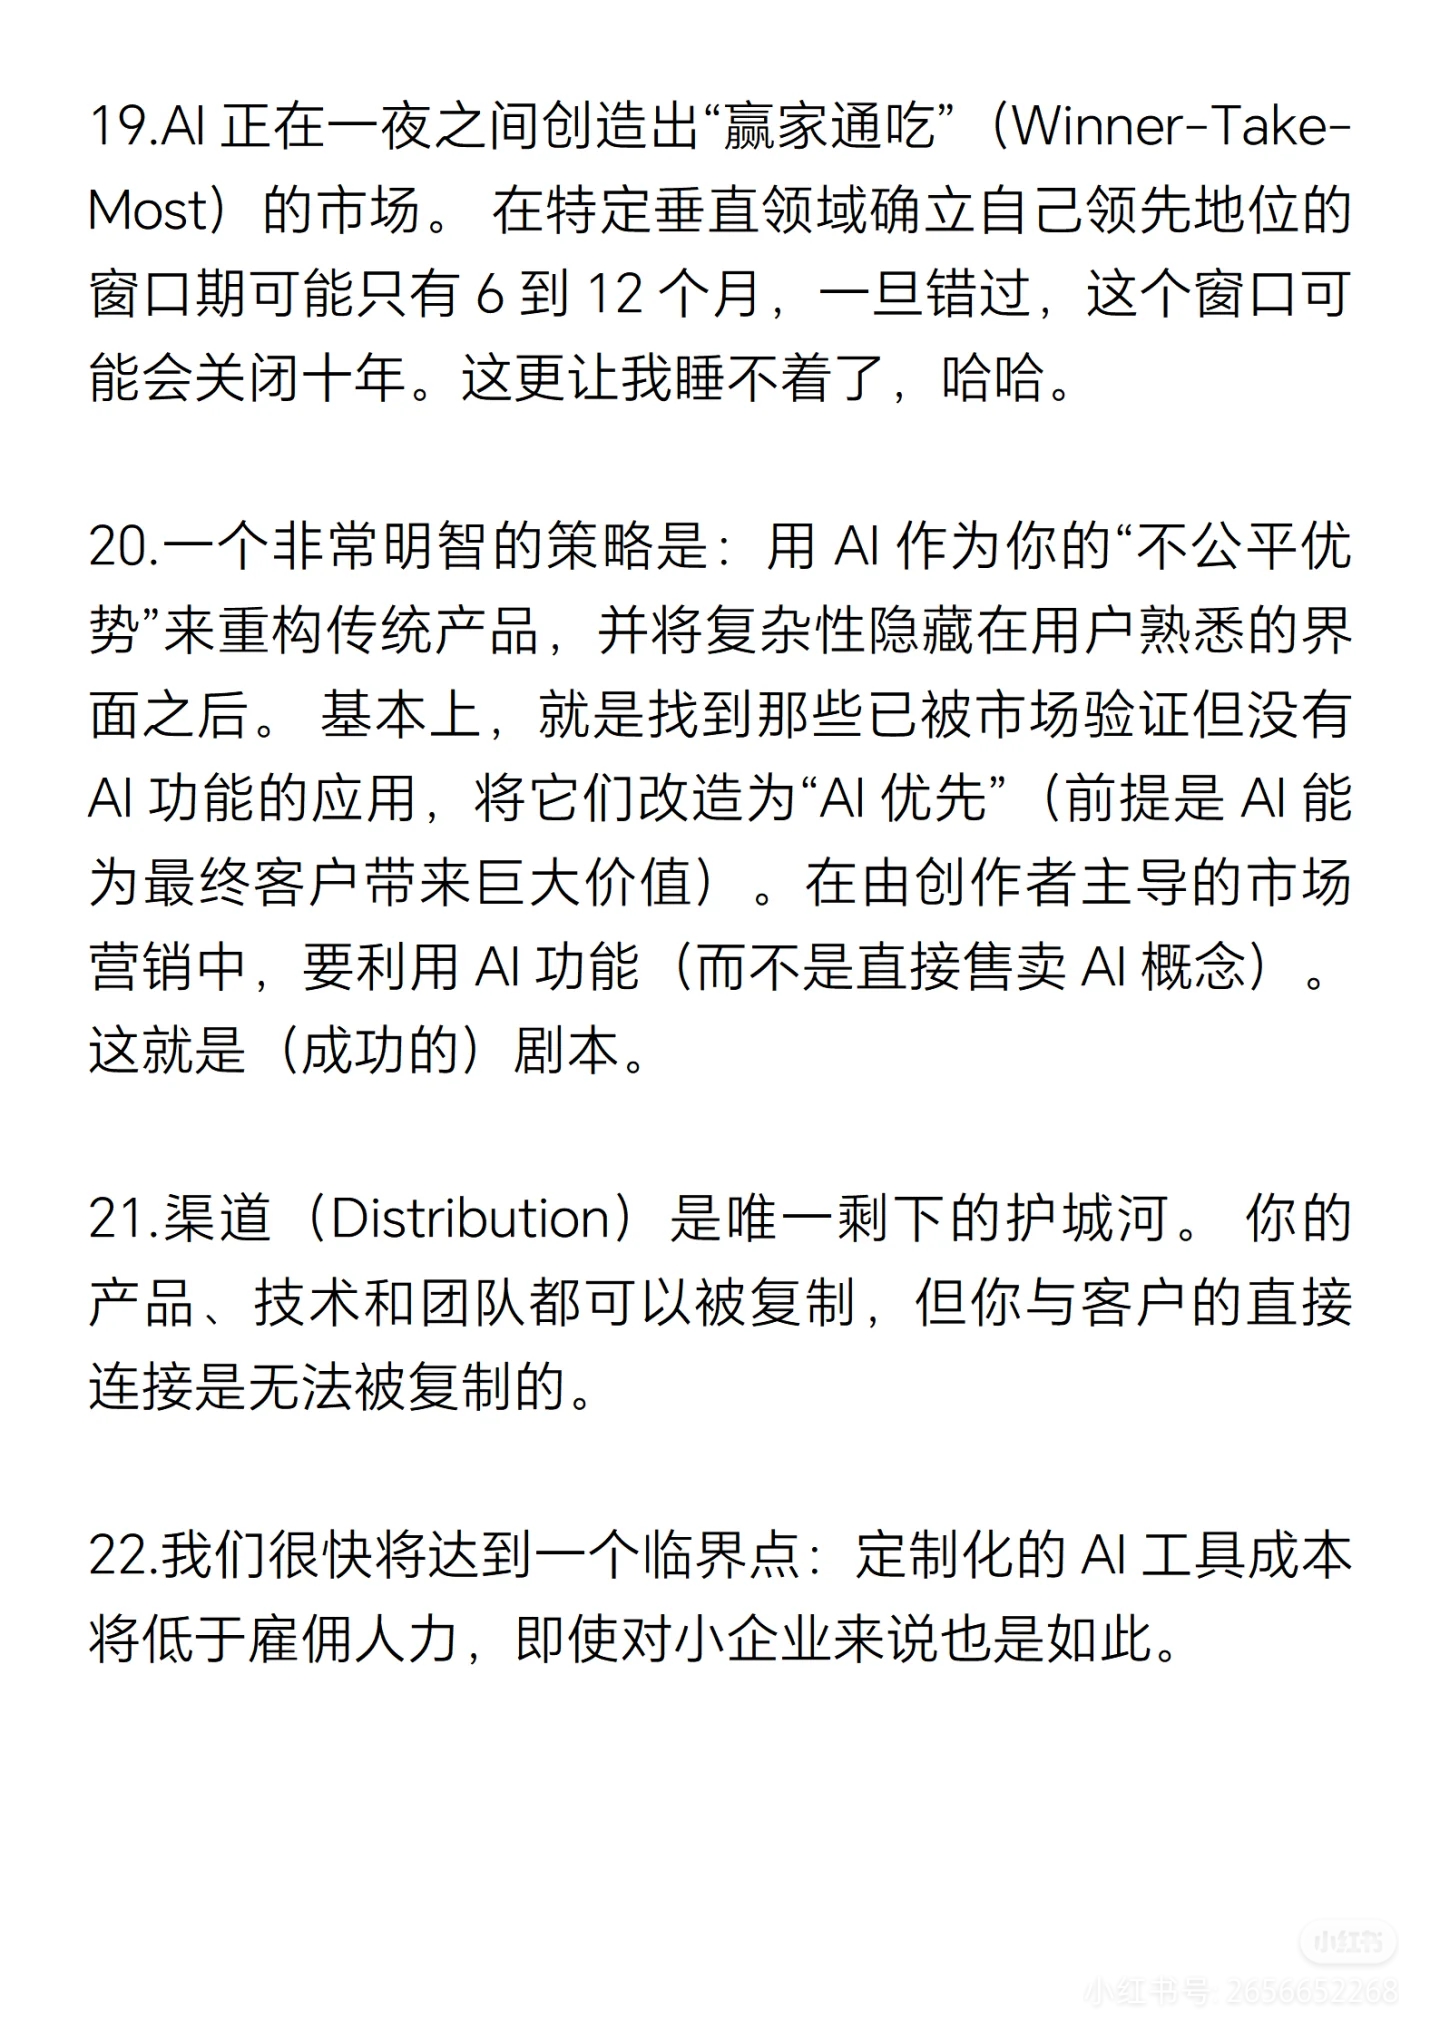 19.AI 正在一夜之间创造出“赢家通吃”（Winner-Take-
Most）的市场。 在特定垂直领域确立自己领先地位的
窗口期可能只有 6 到 12 个月，一旦错过，这个窗口可
能会关闭十年。这更让我睡不着了，哈哈。
20.一个非常明智的策略是：用 AI 作为你的“不公平优
势”来重构传统产品，并将复杂性隐藏在用户熟悉的界
面之后。 基本上，就是找到那些已被市场验证但没有
AI 功能的应用，将它们改造为“AI 优先”（前提是 AI 能
为最终客户带来巨大价值）。在由创作者主导的市场
营销中，要利用 AI 功能（而不是直接售卖 AI 概念）。
这就是（成功的）剧本。
21.渠道（Distribution）是唯一剩下的护城河。 你的
产品、技术和团队都可以被复制，但你与客户的直接
连接是无法被复制的。
22.我们很快将达到一个临界点：定制化的 AI 工具成本
将低于雇佣人力，即使对小企业来说也是如此。
小红书
小红书号: 2656652268